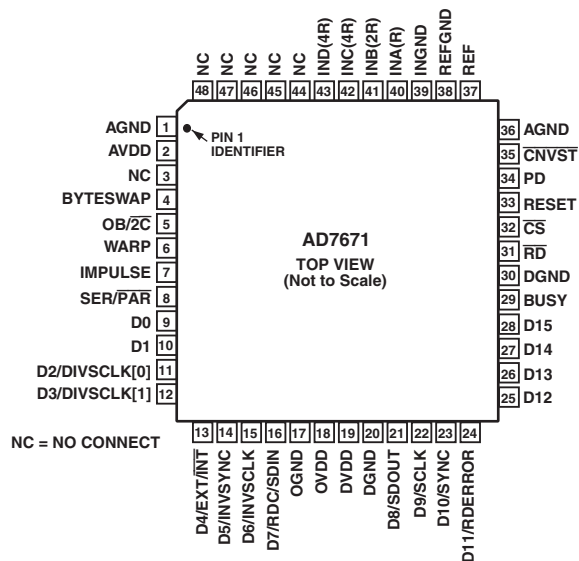 NC
NC
NC
NC
NC
IND(4R)
INC(4R)
INB(2R)
INA(R)
INGND
REFGND
REF
48 47 46 45 44 43 42 41 40 39 38 37
AGND 1
AVDD 2
NC 3
BYTESWAP 4
OB/2C̅ 5
WARP 6
IMPULSE 7
SER/P̅A̅R̅ 8
D0 9
D1 10
D2/DIVSCLK[0] 11
D3/DIVSCLK[1] 12
PIN 1
IDENTIFIER
AD7671
TOP VIEW
(Not to Scale)
36 AGND
35 C̅N̅V̅S̅T̅
34 PD
33 RESET
32 C̅S̅
31 R̅D̅
30 DGND
29 BUSY
28 D15
27 D14
26 D13
25 D12
NC = NO CONNECT
13 14 15 16 17 18 19 20 21 22 23 24
D4/EXT/I̅N̅T̅
D5/INVSYNC
D6/INVSCLK
D7/RDC/SDIN
OGND
OVDD
DVDD
DGND
D8/SDOUT
D9/SCLK
D10/SYNC
D11/RDERROR